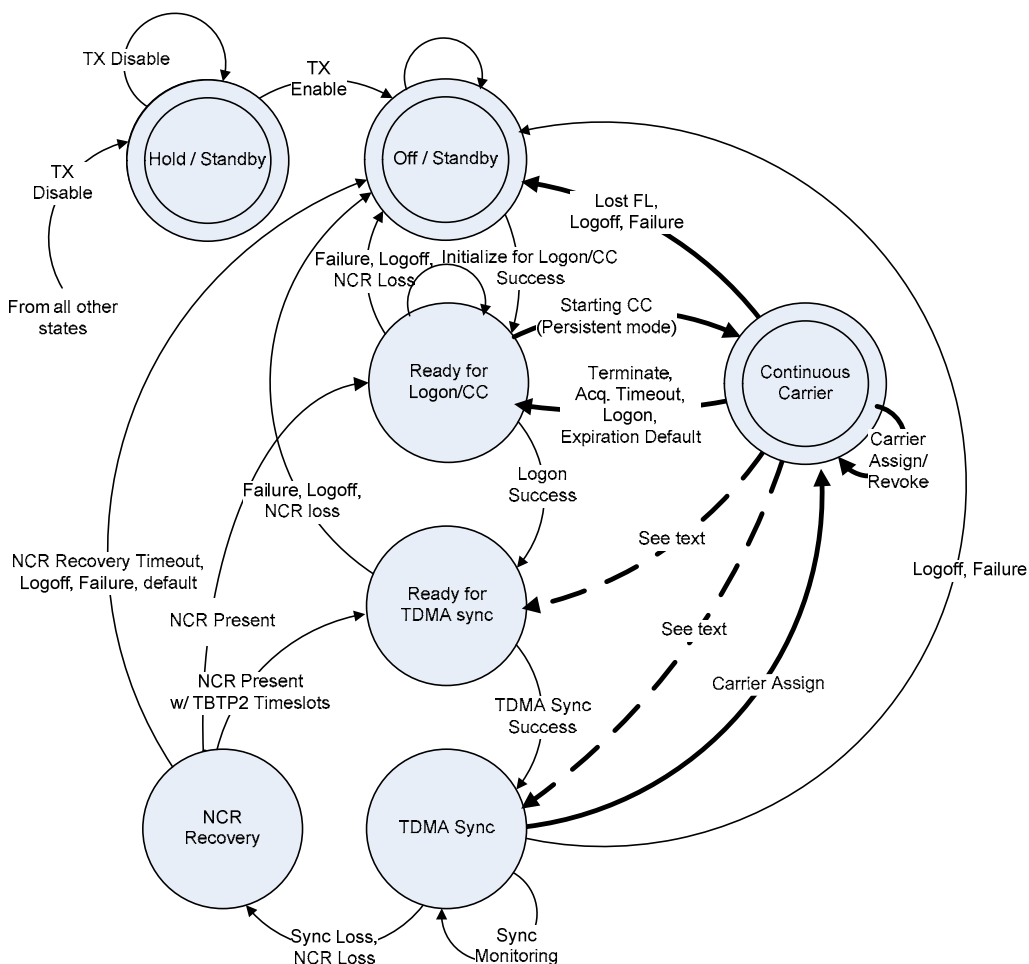 TX Disable
TX
Enable
Hold / Standby
Off / Standby
TX
Disable
From all other
states
Lost FL,
Logoff, Failure
Failure, Logoff,
NCR Loss
Initialize for Logon/CC
Success
Starting CC
(Persistent mode)
Ready for
Logon/CC
Continuous
Carrier
Terminate,
Acq. Timeout,
Logon,
Expiration Default
Carrier
Assign/
Revoke
Logon
Success
Failure, Logoff,
NCR loss
See text
NCR Recovery Timeout,
Logoff, Failure, default
Logoff, Failure
Ready for
TDMA sync
NCR Present
See text
NCR Present
w/ TBTP2 Timeslots
Carrier Assign
TDMA Sync
Success
NCR
Recovery
TDMA Sync
Sync Loss,
NCR Loss
Sync
Monitoring